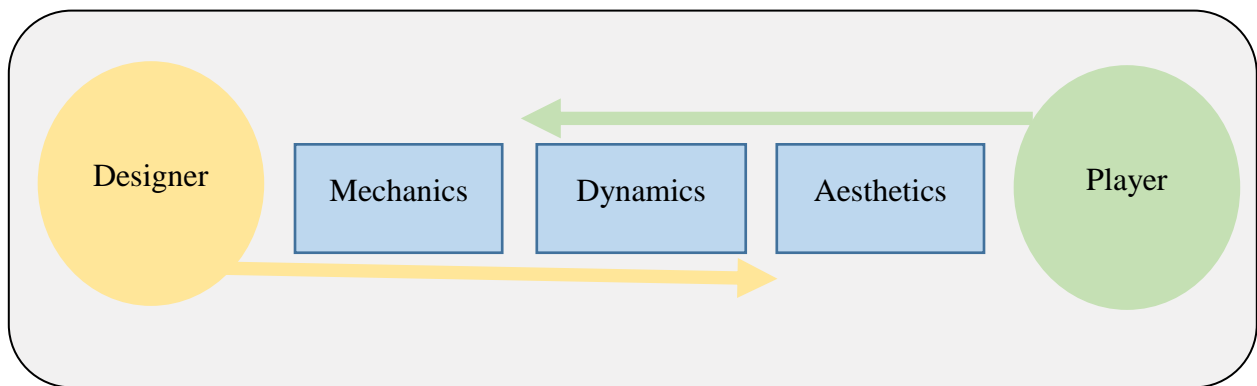 Designer
Mechanics
Dynamics
Aesthetics
Player